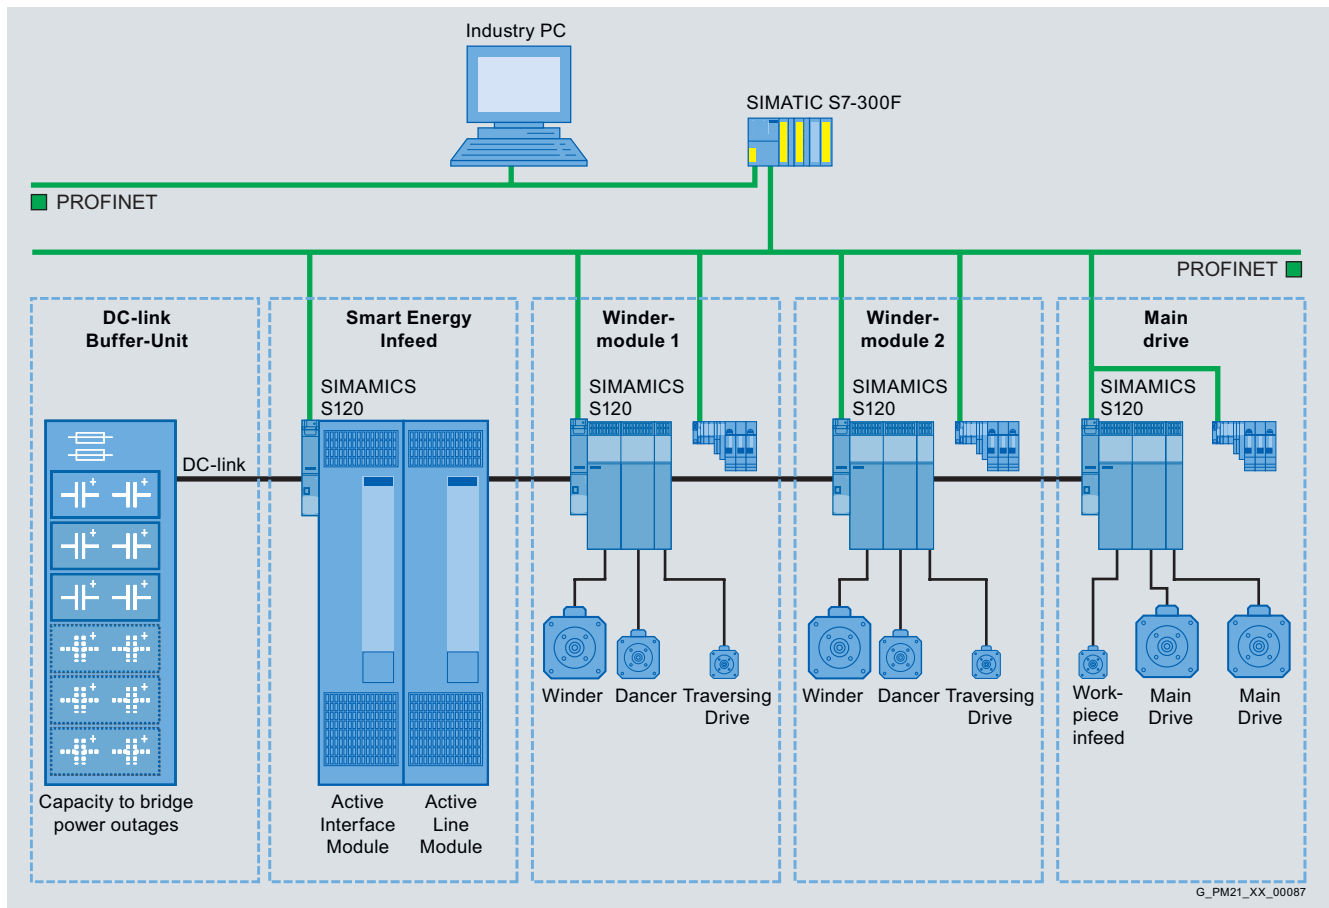 Industry PC
SIMATIC S7-300F
PROFINET
PROFINET
DC-link
Buffer-Unit
Smart Energy
Infeed
Winder-
module 1
Winder-
module 2
Main
drive
SIMAMICS
S120
SIMAMICS
S120
SIMAMICS
S120
SIMAMICS
S120
DC-link
Winder
Dancer
Traversing
Drive
Winder
Dancer
Traversing
Drive
Work-
piece
infeed
Main
Drive
Main
Drive
Capacity to bridge
power outages
Active
Interface
Module
Active
Line
Module
G_PM21_XX_00087